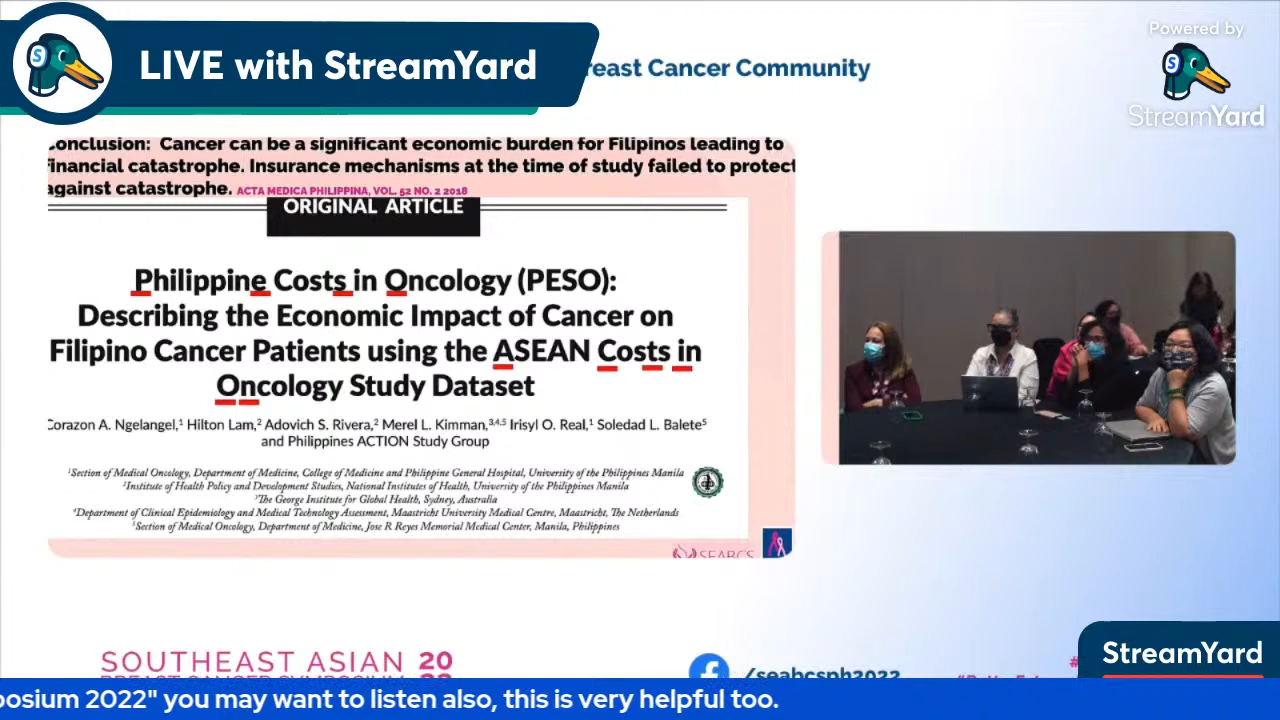 LIVE with StreamYard
reast Cancer Community
Powered by
StreamYard
onclusion: Cancer can be a significant economic burden for Filipinos leading to
financial catastrophe. Insurance mechanisms at the time of study failed to protect
against catastrophe. ACTA MEDICA PHILIPPINA, VOL. 52 NO. 2 2018
ORIGINAL ARTICLE
Philippine Costs in Oncology (PESO):
Describing the Economic Impact of Cancer on
Filipino Cancer Patients using the ASEAN Costs in
Oncology Study Dataset
Corazon A. Ngelangel,¹ Hilton Lam,² Adovich S. Rivera,² Merel L. Kimman,³,⁴,⁵ Irisyl O. Real,¹ Soledad L. Balete⁵
and Philippines ACTION Study Group
¹Section of Medical Oncology, Department of Medicine, College of Medicine and Philippine General Hospital, University of the Philippines Manila
²Institute of Health Policy and Development Studies, National Institutes of Health, University of the Philippines Manila
³The George Institute for Global Health, Sydney, Australia
⁴Department of Clinical Epidemiology and Medical Technology Assessment, Maastricht University Medical Centre, Maastricht, The Netherlands
⁵Section of Medical Oncology, Department of Medicine, Jose R Reyes Memorial Medical Center, Manila, Philippines
SEABCS
SOUTHEAST ASIAN 20
BREAST CANCER SYMPOSIUM 22
/seabcsph2022
StreamYard
posium 2022" you may want to listen also, this is very helpful too.